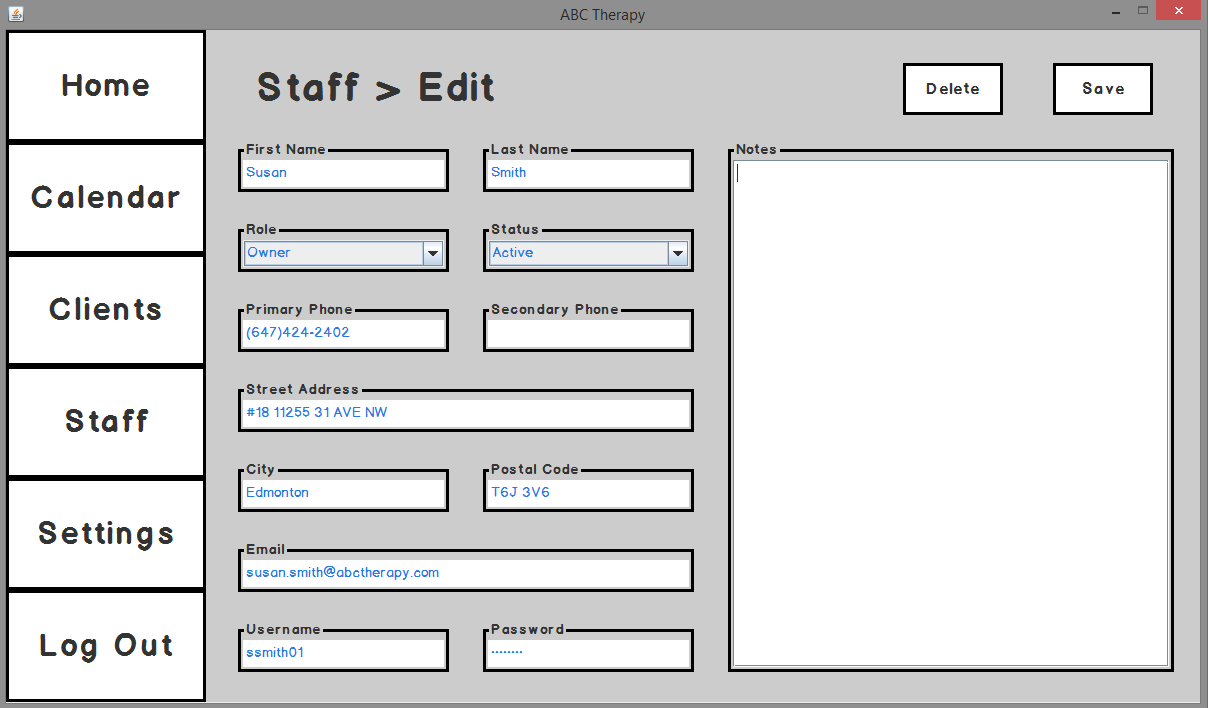 ABC Therapy
Home
Calendar
Clients
Staff
Settings
Log Out
Staff > Edit
Delete
Save
First Name
Susan
Last Name
Smith
Role
Owner
Status
Active
Primary Phone
(647)424-2402
Secondary Phone
Street Address
#18 11255 31 AVE NW
City
Edmonton
Postal Code
T6J 3V6
Email
susan.smith@abctherapy.com
Username
ssmith01
Password
········
Notes